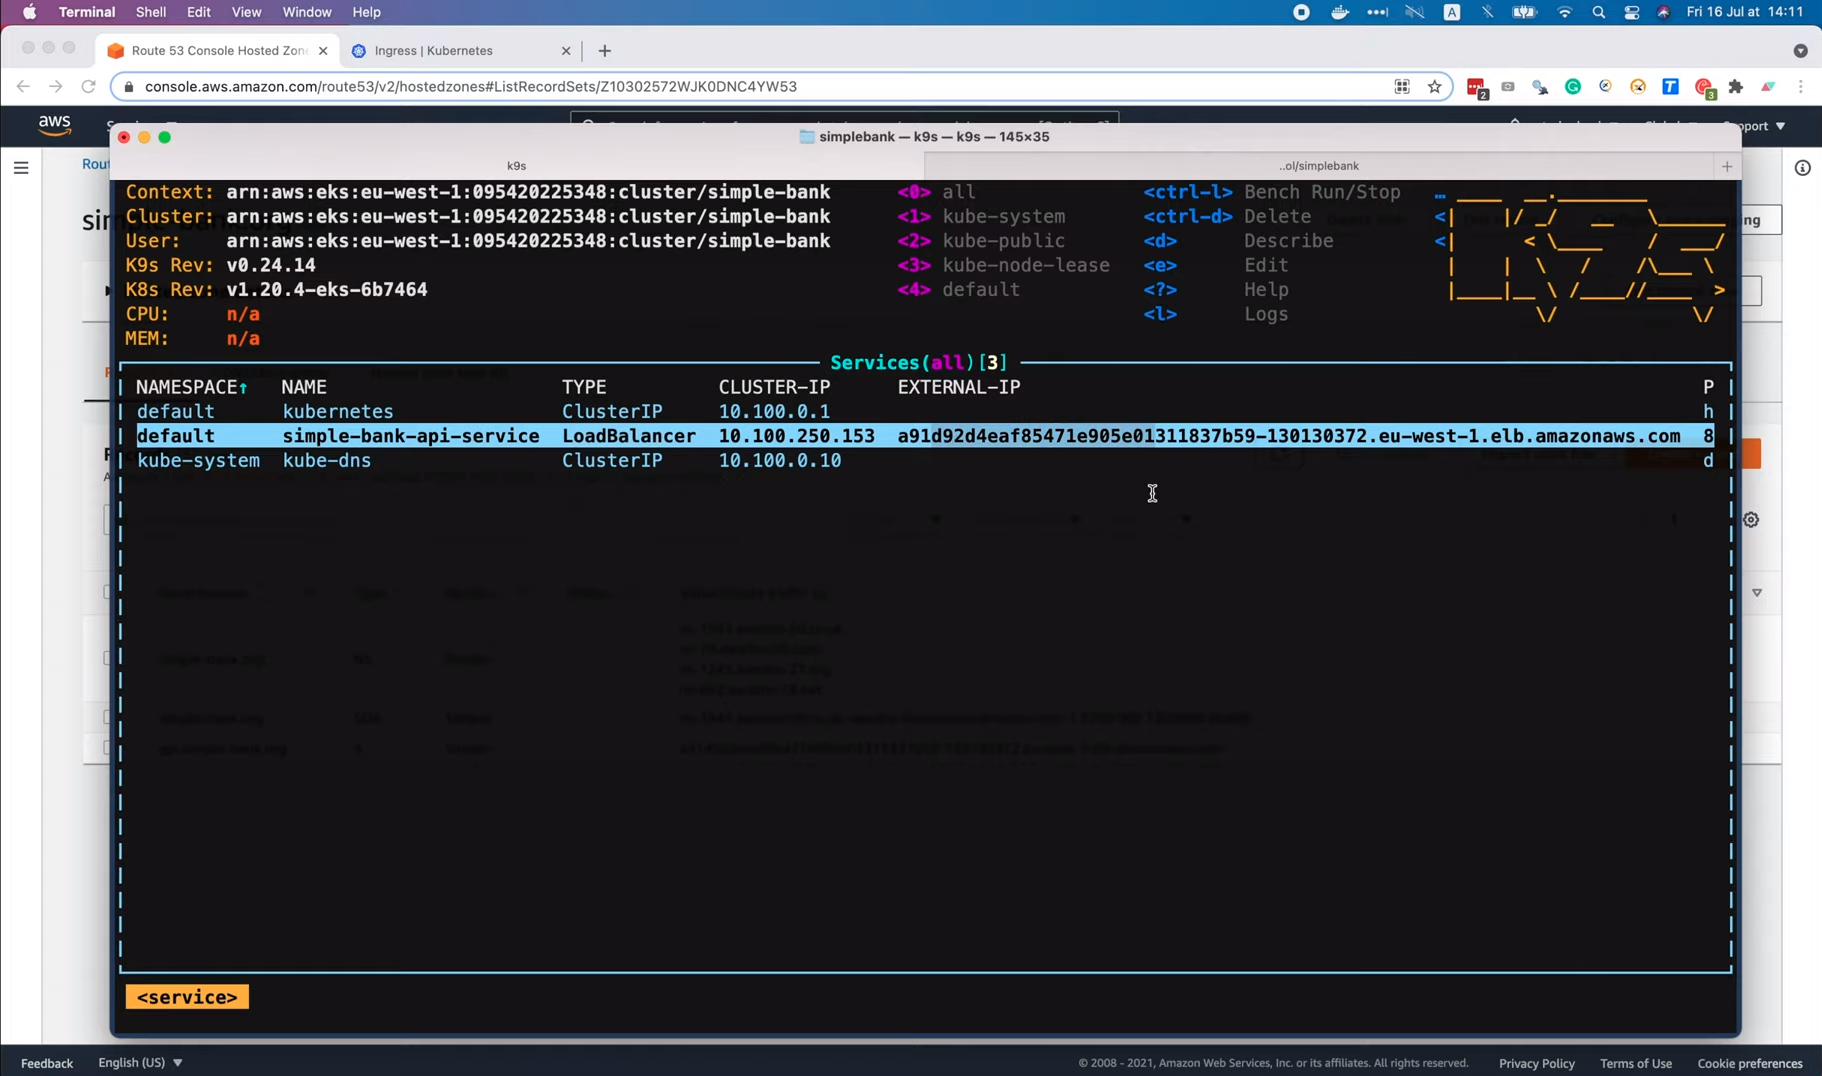 Terminal Shell Edit View Window Help A Fri 16 Jul at 14:11
Route 53 Console Hosted Zon Ingress | Kubernetes
console.aws.amazon.com/route53/v2/hostedzones#ListRecordSets/Z10302572WJK0DNC4YW53 2 T 3
aws
simplebank — k9s — k9s — 145×35
k9s ..ol/simplebank
Context: arn:aws:eks:eu-west-1:095420225348:cluster/simple-bank <0> all <ctrl-l> Bench Run/Stop
Cluster: arn:aws:eks:eu-west-1:095420225348:cluster/simple-bank <1> kube-system <ctrl-d> Delete
User: arn:aws:eks:eu-west-1:095420225348:cluster/simple-bank <2> kube-public <d> Describe
K9s Rev: v0.24.14 <3> kube-node-lease <e> Edit
K8s Rev: v1.20.4-eks-6b7464 <4> default <?> Help
CPU: n/a <l> Logs
MEM: n/a
Services(all)[3]
NAMESPACE↑ NAME TYPE CLUSTER-IP EXTERNAL-IP P
default kubernetes ClusterIP 10.100.0.1 h
default simple-bank-api-service LoadBalancer 10.100.250.153 a91d92d4eaf85471e905e01311837b59-130130372.eu-west-1.elb.amazonaws.com 8
kube-system kube-dns ClusterIP 10.100.0.10 d
<service>
Feedback English (US) © 2008 - 2021, Amazon Web Services, Inc. or its affiliates. All rights reserved. Privacy Policy Terms of Use Cookie preferences